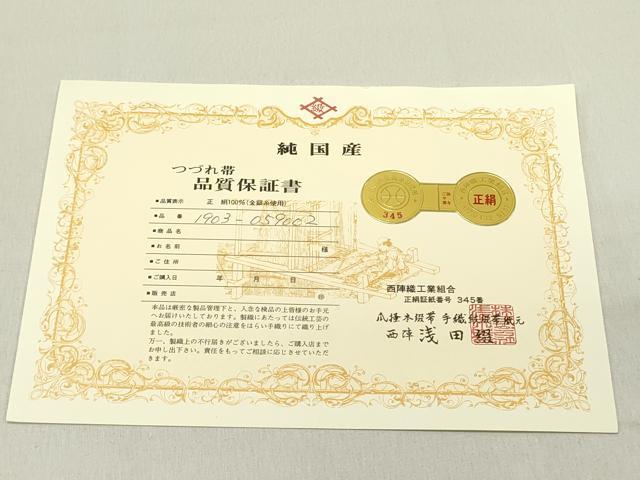 綴
純国産
つづれ帯
品質保証書
■品質表示 正 絹100%(金銀糸使用)
■品番 1903-059002
■商品名
■お名前 様
■ご住所
■ご購入日 年 月 日
■販売店 ㊞
本品は厳密な製品管理下と、入念な検品の上皆様のお手元
へお届けいたしております。製織にあたっては伝統工芸の
最高級の技術者の細心の注意をはらい手織りにて織り上げ
ました。
万一、製織上の不行届きがございましたら、ご購入店まで
お申し出下さい。責任をもってご相談に応じさせていただ
きます。
345
正絹
西陣織工業組合
正絹証紙番号 345番
爪掻本綴帯 手織
西陣 浅田綴